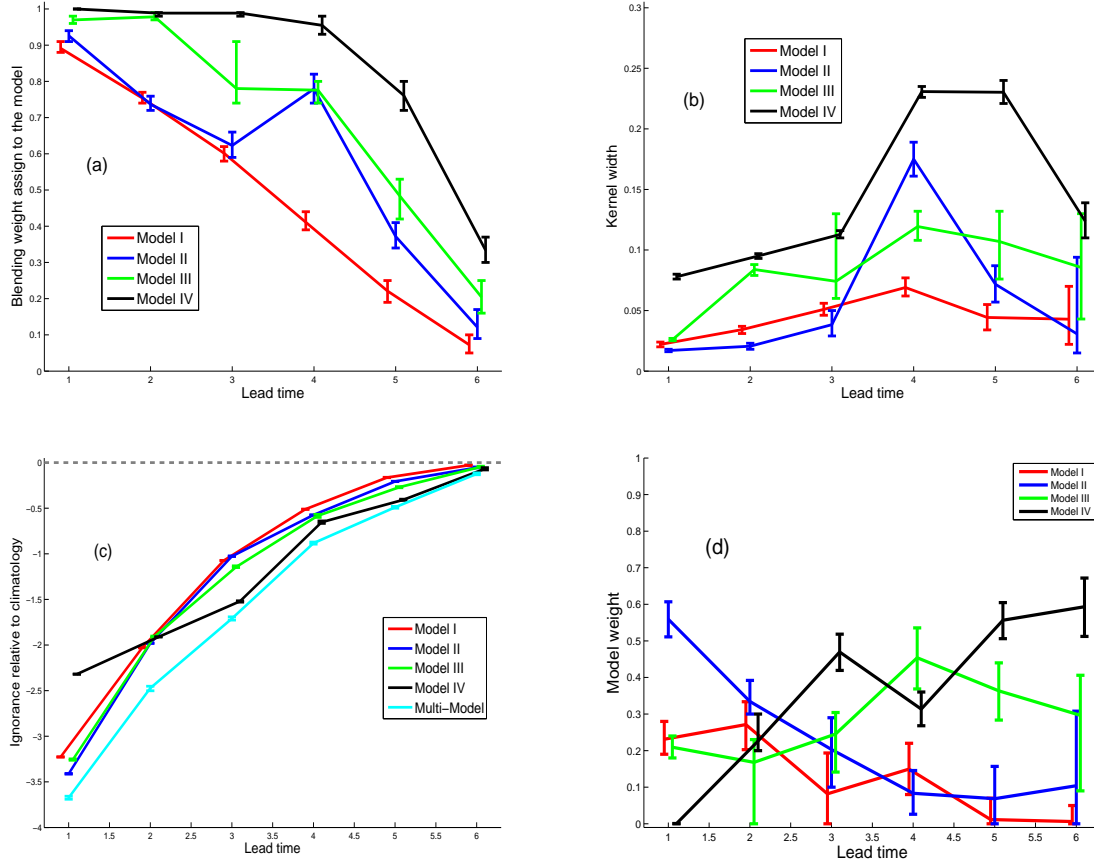 Blending weight assign to the model
1
0.9
0.8
0.7
0.6
0.5
0.4
0.3
0.2
0.1
0
(a)
Model I
Model II
Model III
Model IV
1 2 3 4 5 6
Lead time
Kernel width
0.3
0.25
0.2
0.15
0.1
0.05
0
(b)
Model I
Model II
Model III
Model IV
1 2 3 4 5 6
Lead time
Ignorance relative to climatology
0
−0.5
−1
−1.5
−2
−2.5
−3
−3.5
−4
(c)
Model I
Model II
Model III
Model IV
Multi−Model
1 1.5 2 2.5 3 3.5 4 4.5 5 5.5 6
Lead time
Model weight
1
0.9
0.8
0.7
0.6
0.5
0.4
0.3
0.2
0.1
0
(d)
Model I
Model II
Model III
Model IV
1 1.5 2 2.5 3 3.5 4 4.5 5 5.5 6
Lead time